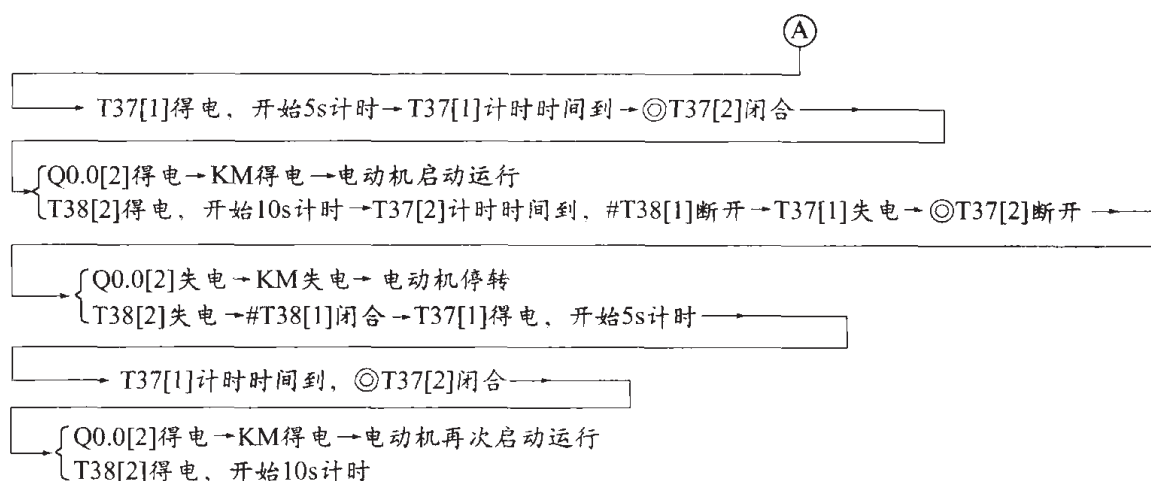 A
T37[1]得电，开始5s计时→T37[1]计时时间到→◎T37[2]闭合
Q0.0[2]得电→KM得电→电动机启动运行
T38[2]得电，开始10s计时→T37[2]计时时间到，#T38[1]断开→T37[1]失电→◎T37[2]断开
Q0.0[2]失电→KM失电→电动机停转
T38[2]失电→#T38[1]闭合→T37[1]得电，开始5s计时
T37[1]计时时间到，◎T37[2]闭合
Q0.0[2]得电→KM得电→电动机再次启动运行
T38[2]得电，开始10s计时